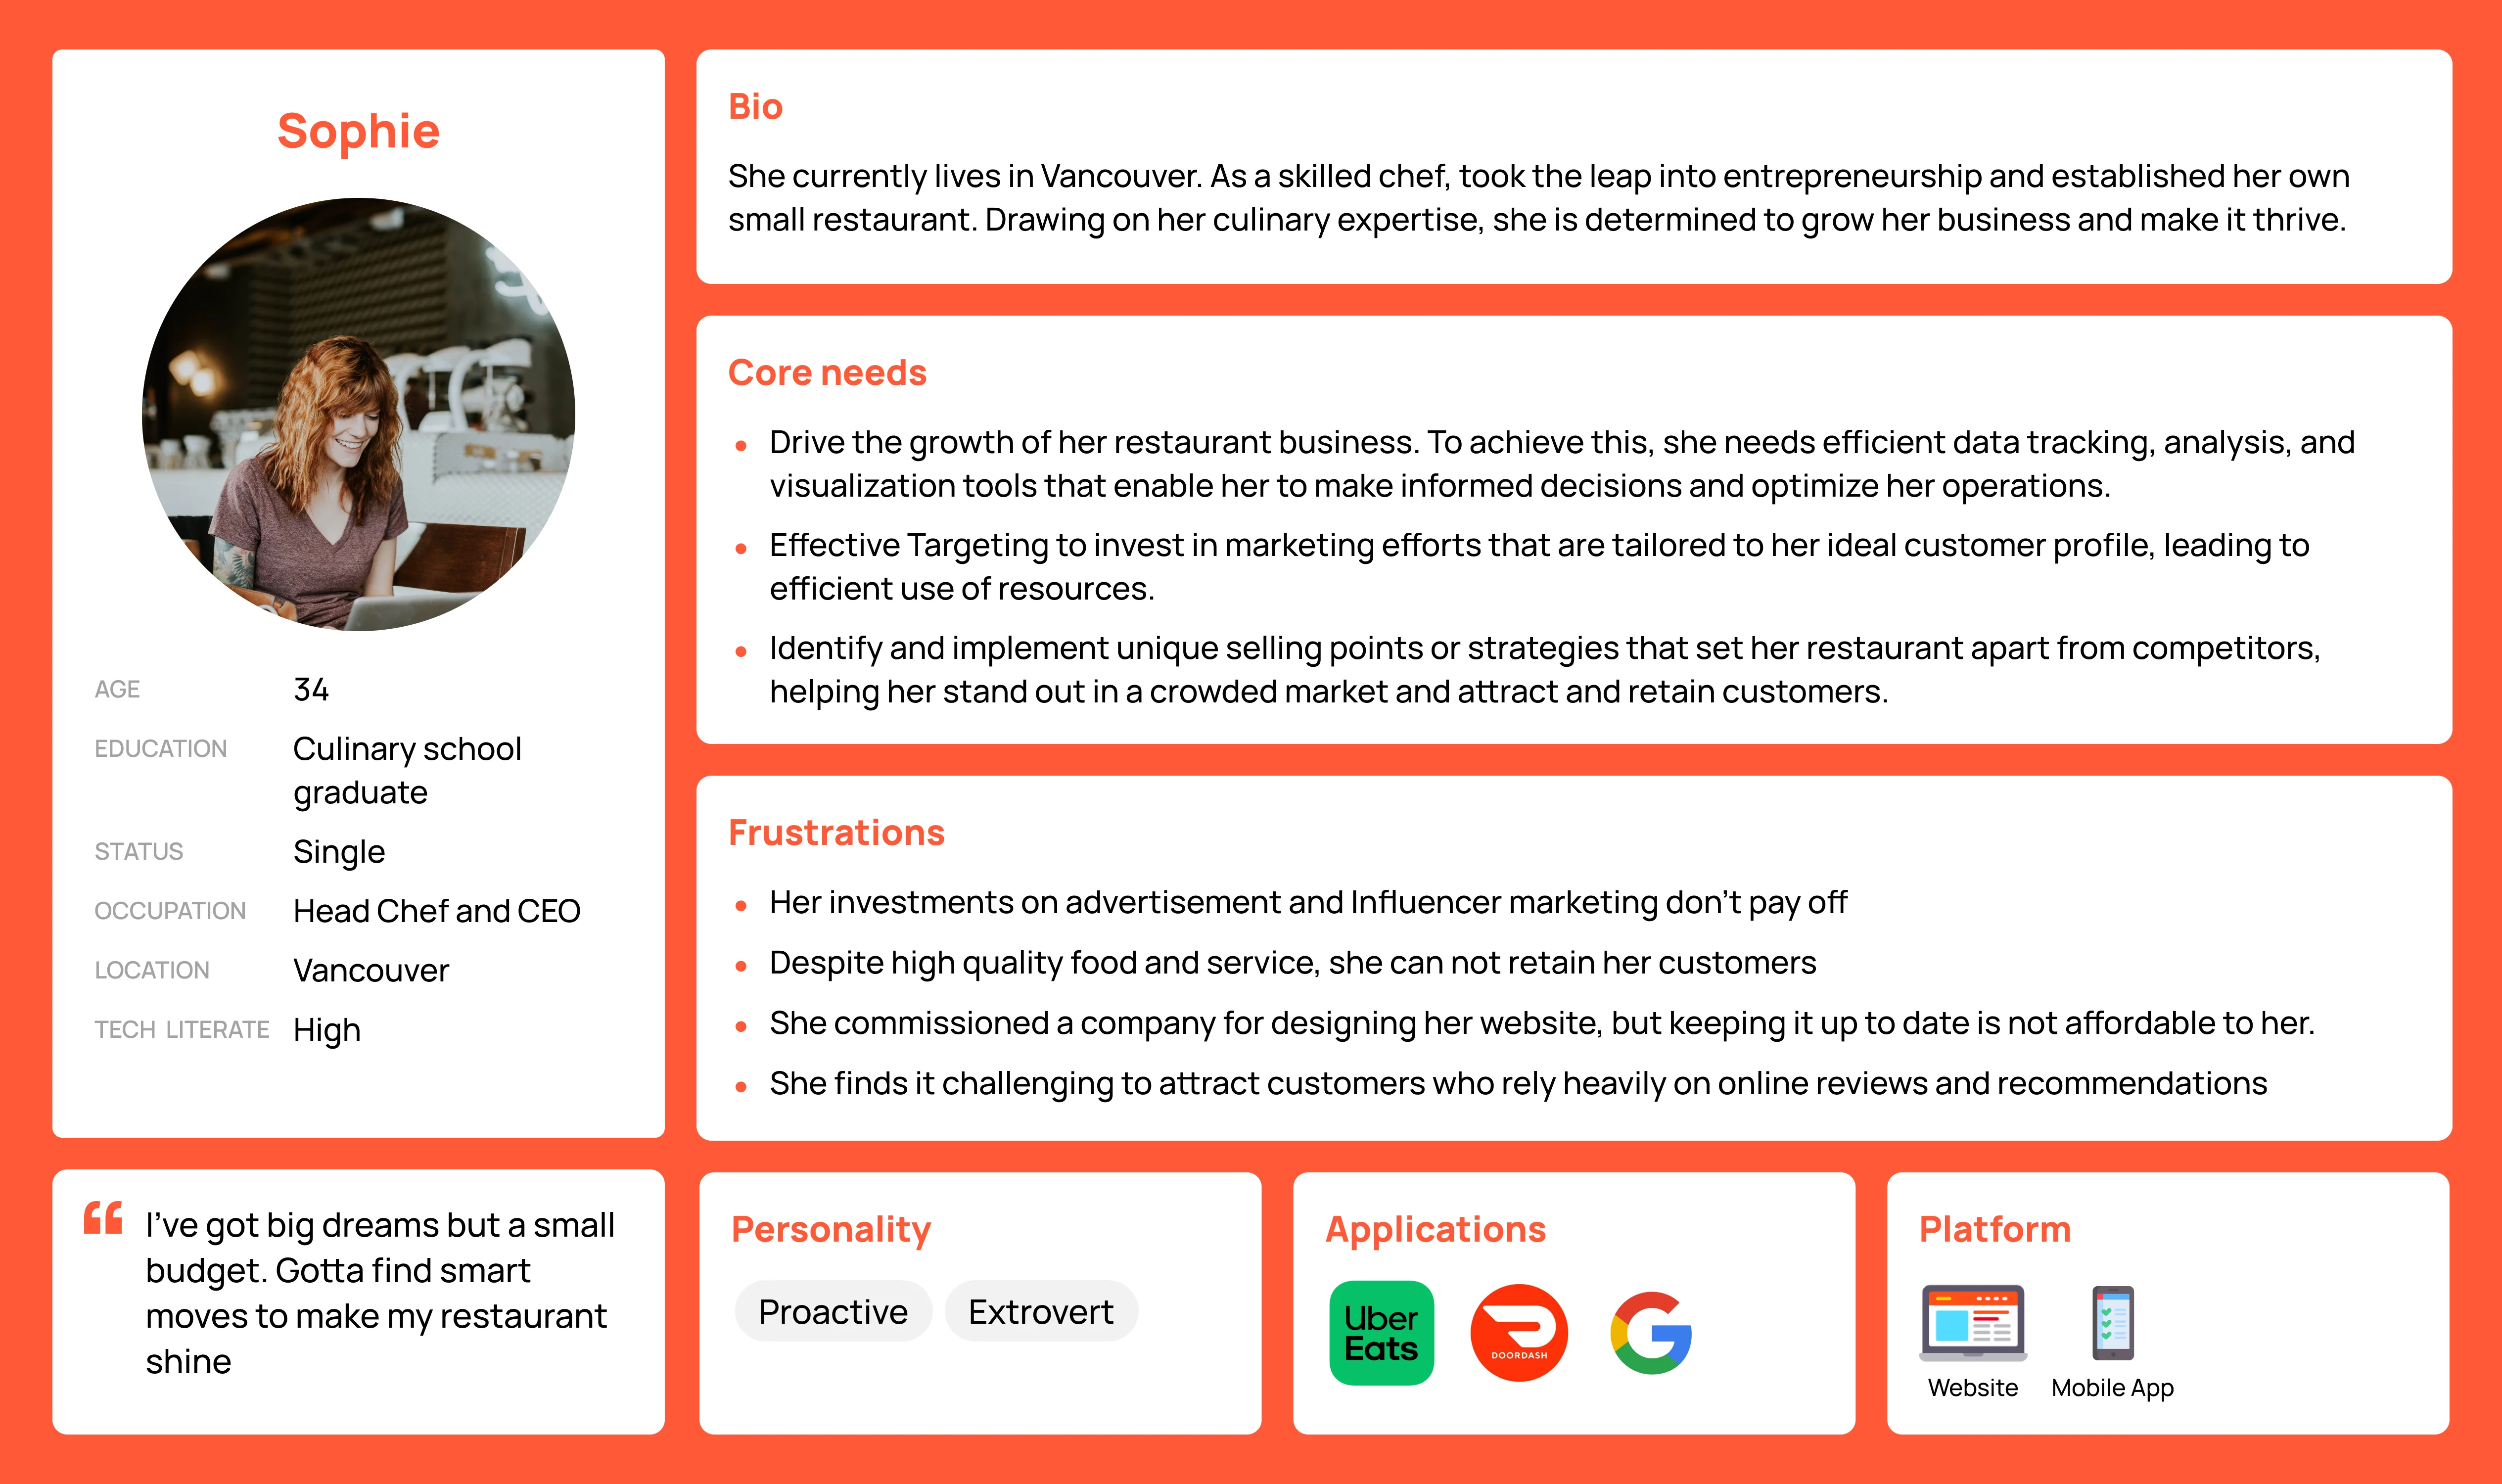 Sophie
AGE 34
EDUCATION Culinary school
graduate
STATUS Single
OCCUPATION Head Chef and CEO
LOCATION Vancouver
TECH LITERATE High
“ I’ve got big dreams but a small
budget. Gotta find smart
moves to make my restaurant
shine
Bio
She currently lives in Vancouver. As a skilled chef, took the leap into entrepreneurship and established her own
small restaurant. Drawing on her culinary expertise, she is determined to grow her business and make it thrive.
Core needs
• Drive the growth of her restaurant business. To achieve this, she needs efficient data tracking, analysis, and
visualization tools that enable her to make informed decisions and optimize her operations.
• Effective Targeting to invest in marketing efforts that are tailored to her ideal customer profile, leading to
efficient use of resources.
• Identify and implement unique selling points or strategies that set her restaurant apart from competitors,
helping her stand out in a crowded market and attract and retain customers.
Frustrations
• Her investments on advertisement and Influencer marketing don’t pay off
• Despite high quality food and service, she can not retain her customers
• She commissioned a company for designing her website, but keeping it up to date is not affordable to her.
• She finds it challenging to attract customers who rely heavily on online reviews and recommendations
Personality
Proactive Extrovert
Applications
Uber
Eats
DOORDASH
G
Platform
Website Mobile App